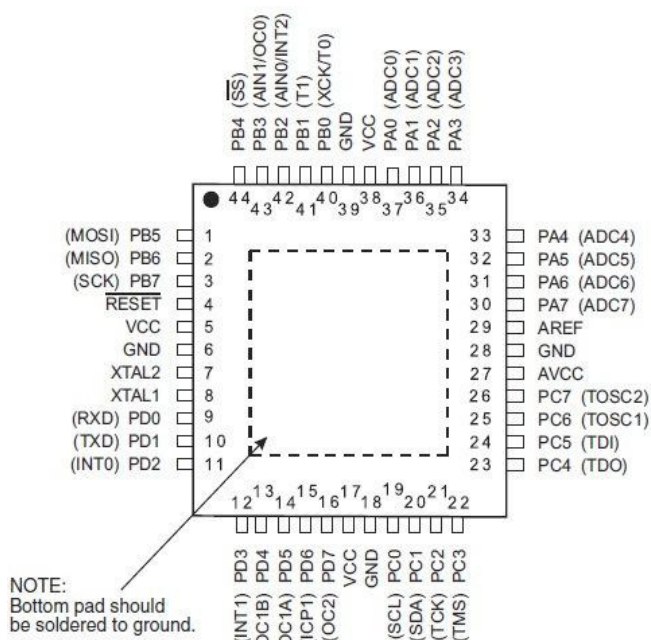 PB4 (SS)
PB3 (AIN1/OC0)
PB2 (AIN0/INT2)
PB1 (T1)
PB0 (XCK/T0)
GND
VCC
PA0 (ADC0)
PA1 (ADC1)
PA2 (ADC2)
PA3 (ADC3)
44 43 42 41 40 39 38 37 36 35 34
(MOSI) PB5 1
(MISO) PB6 2
(SCK) PB7 3
RESET 4
VCC 5
GND 6
XTAL2 7
XTAL1 8
(RXD) PD0 9
(TXD) PD1 10
(INT0) PD2 11
33 PA4 (ADC4)
32 PA5 (ADC5)
31 PA6 (ADC6)
30 PA7 (ADC7)
29 AREF
28 GND
27 AVCC
26 PC7 (TOSC2)
25 PC6 (TOSC1)
24 PC5 (TDI)
23 PC4 (TDO)
12 13 14 15 16 17 18 19 20 21 22
(INT1) PD3
OC1B) PD4
OC1A) PD5
ICP1) PD6
(OC2) PD7
VCC
GND
(SCL) PC0
(SDA) PC1
(TCK) PC2
(TMS) PC3
NOTE:
Bottom pad should
be soldered to ground.